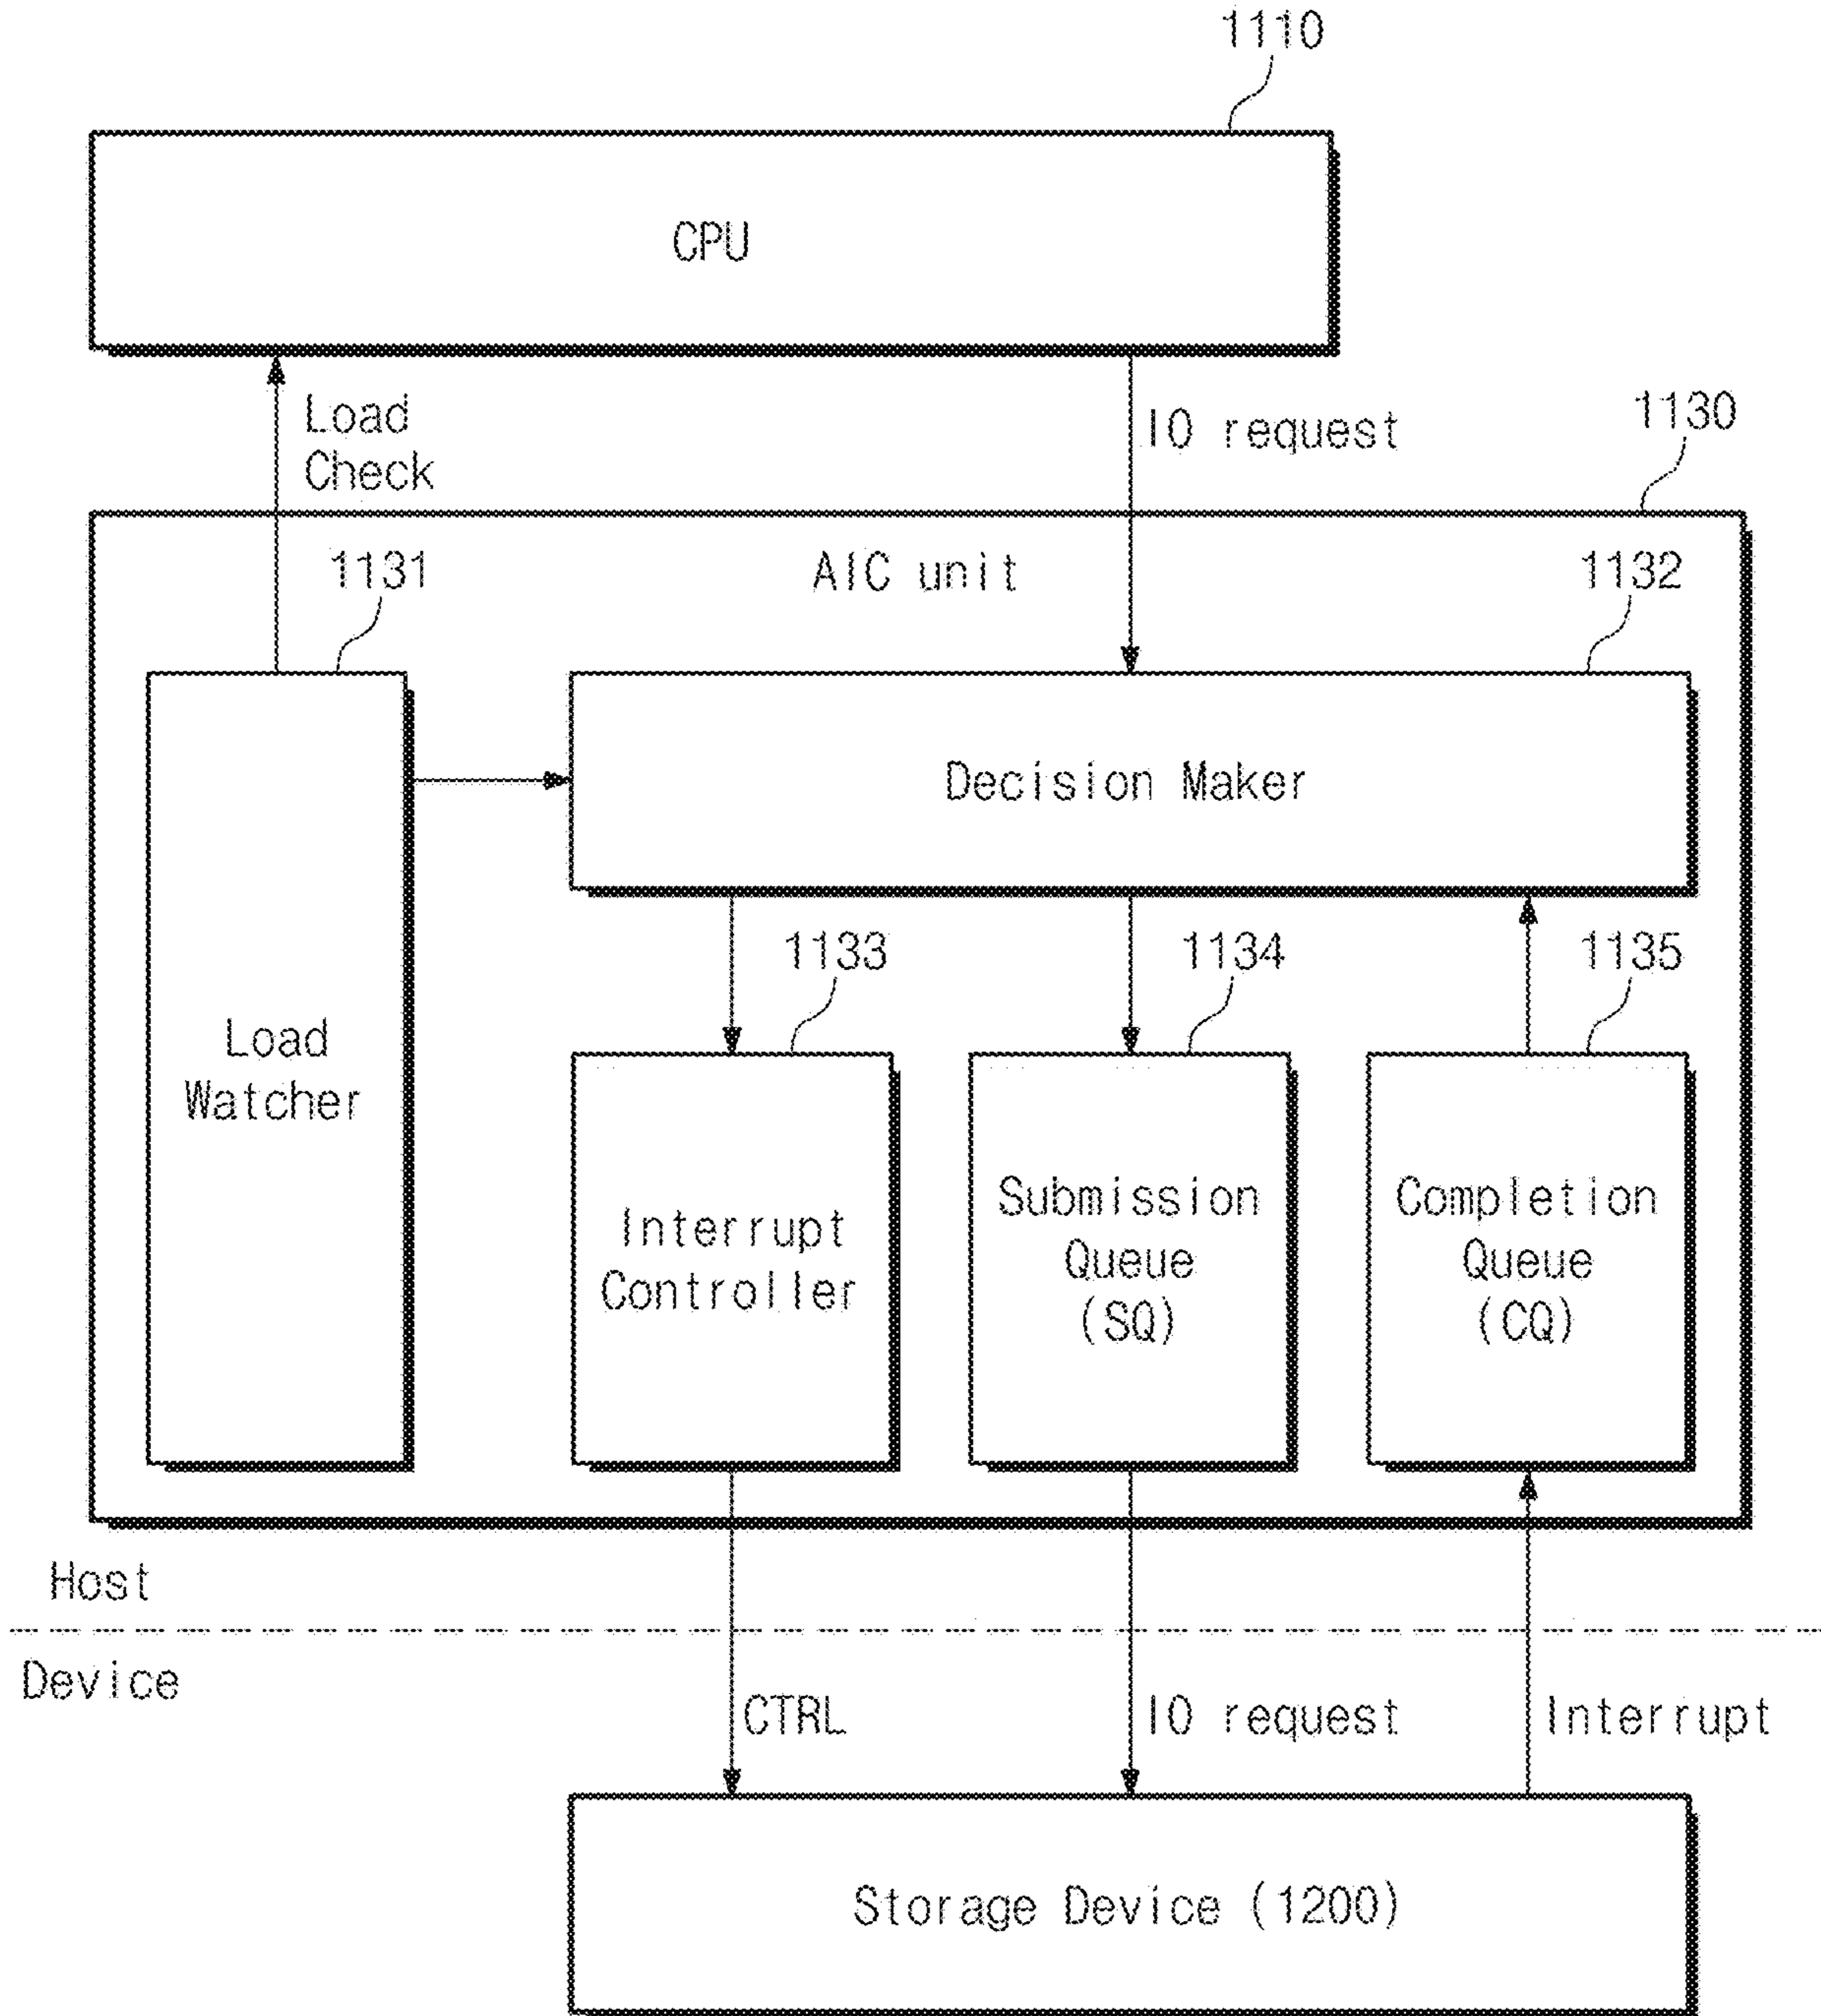 1110
CPU
Load
Check
IO request
1130
AIC unit
1131
1132
Decision Maker
Load
Watcher
1133
1134
1135
Interrupt
Controller
Submission
Queue
(SQ)
Completion
Queue
(CQ)
Host
Device
CTRL
IO request
Interrupt
Storage Device (1200)